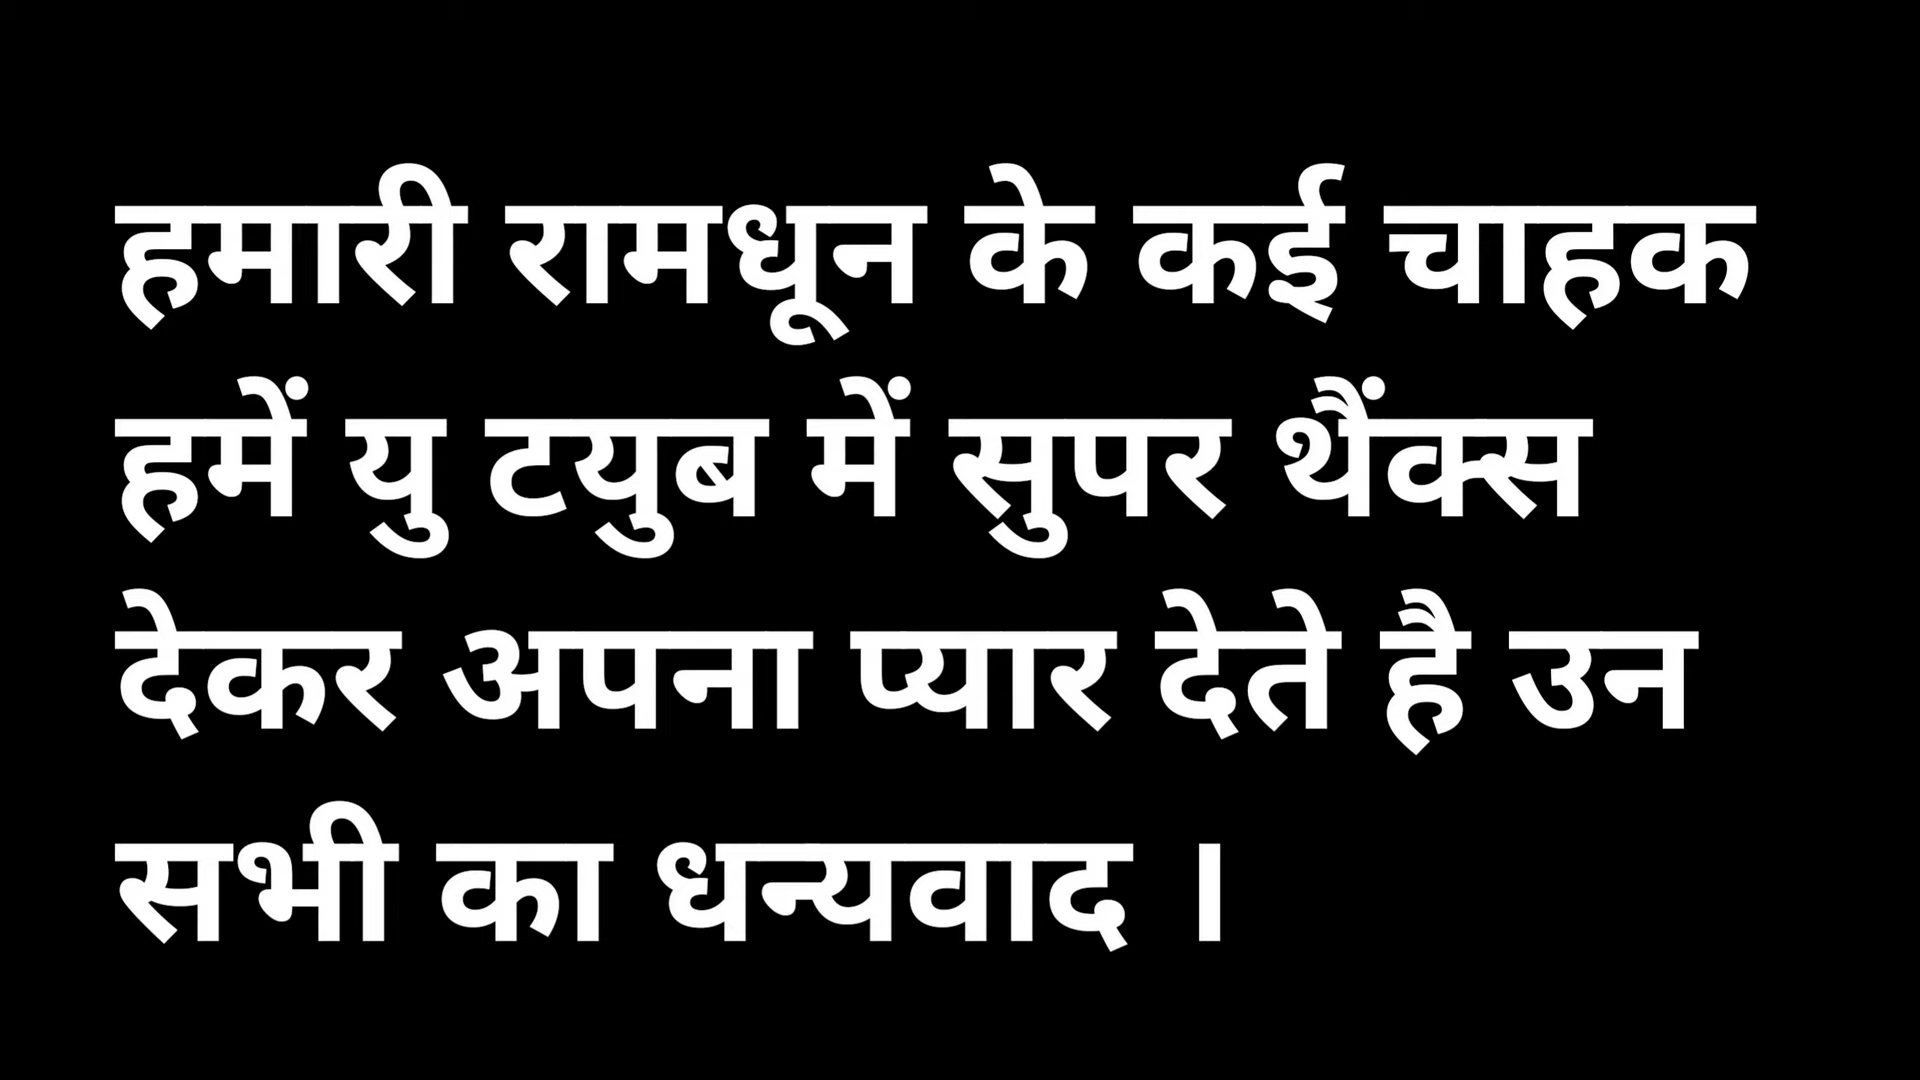 हमारी रामधून के कई चाहक
हमें यु टयुब में सुपर थैंक्स
देकर अपना प्यार देते है उन
सभी का धन्यवाद ।